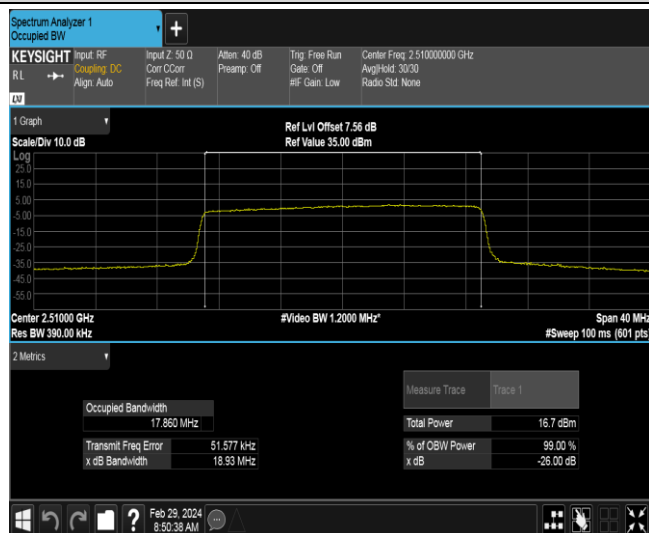 Spectrum Analyzer 1
Occupied BW
+
KEYSIGHT Input: RF Input Z: 50 Ω Atten: 40 dB Trig: Free Run Center Freq: 2.510000000 GHz
RL Coupling: DC Corr CCorr Preamp: Off Gate: Off Avg|Hold: 30/30
Align: Auto Freq Ref: Int (S) #IF Gain: Low Radio Std: None
LXI
1 Graph
Ref Lvl Offset 7.56 dB
Scale/Div 10.0 dB Ref Value 35.00 dBm
Log
25.0
15.0
5.00
-5.00
-15.0
-25.0
-35.0
-45.0
-55.0
Center 2.51000 GHz #Video BW 1.2000 MHz* Span 40 MHz
Res BW 390.00 kHz #Sweep 100 ms (601 pts)
2 Metrics
Measure Trace Trace 1
Occupied Bandwidth
17.860 MHz Total Power 16.7 dBm
Transmit Freq Error 51.577 kHz % of OBW Power 99.00 %
x dB Bandwidth 18.93 MHz x dB -26.00 dB
?
Feb 29, 2024
8:50:38 AM